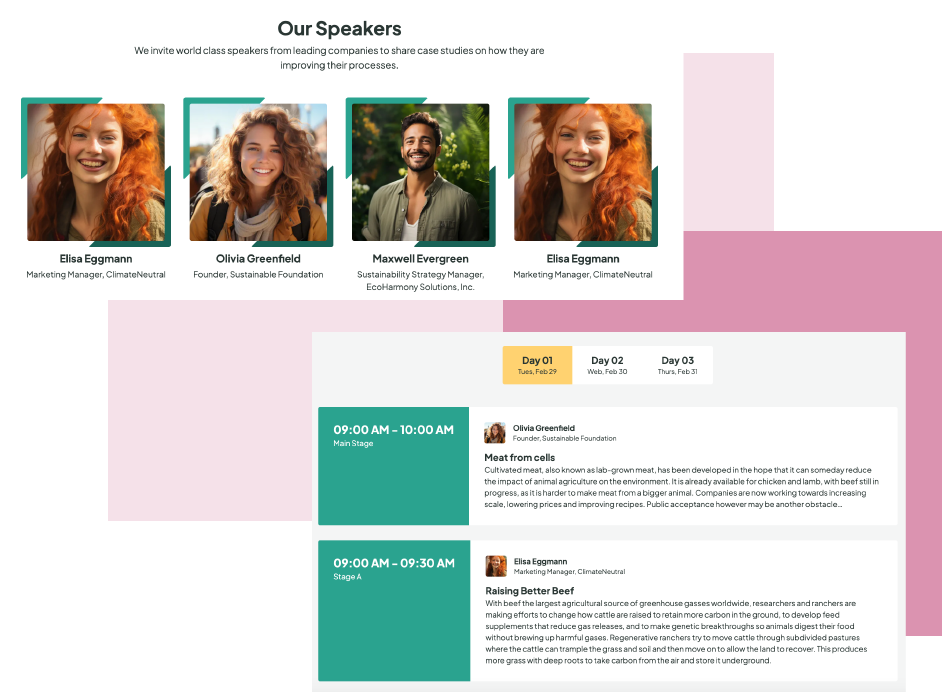 Our Speakers
We invite world class speakers from leading companies to share case studies on how they are
improving their processes.
Elisa Eggmann
Marketing Manager, ClimateNeutral
Olivia Greenfield
Founder, Sustainable Foundation
Maxwell Evergreen
Sustainability Strategy Manager,
EcoHarmony Solutions, Inc.
Elisa Eggmann
Marketing Manager, ClimateNeutral
Day 01
Tues, Feb 29
Day 02
Web, Feb 30
Day 03
Thurs, Feb 31
09:00 AM - 10:00 AM
Main Stage
Olivia Greenfield
Founder, Sustainable Foundation
Meat from cells
Cultivated meat, also known as lab-grown meat, has been developed in the hope that it can someday reduce
the impact of animal agriculture on the environment. It is already available for chicken and lamb, with beef still in
progress, as it is harder to make meat from a bigger animal. Companies are now working towards increasing
scale, lowering prices and improving recipes. Public acceptance however may be another obstacle...
09:00 AM - 09:30 AM
Stage A
Elisa Eggmann
Marketing Manager, ClimateNeutral
Raising Better Beef
With beef the largest agricultural source of greenhouse gasses worldwide, researchers and ranchers are
making efforts to change how cattle are raised to retain more carbon in the ground, to develop feed
supplements that reduce gas releases, and to make genetic breakthroughs so animals digest their food
without brewing up harmful gases. Regenerative ranchers try to move cattle through subdivided pastures
where the cattle can trample the grass and soil and then move on to allow the land to recover. This produces
more grass with deep roots to take carbon from the air and store it underground.